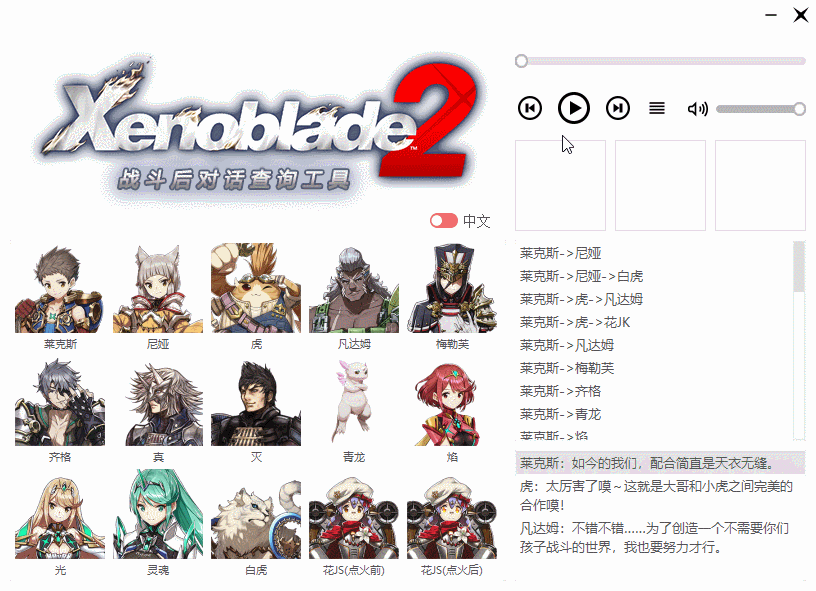 Xenoblade 2
TM
战斗后对话查询工具
中文
莱克斯
尼娅
虎
凡达姆
梅勒芙
齐格
真
灭
青龙
焰
光
灵魂
白虎
花JS(点火前)
花JS(点火后)
莱克斯->尼娅
莱克斯->尼娅->白虎
莱克斯->虎->凡达姆
莱克斯->虎->花JK
莱克斯->凡达姆
莱克斯->梅勒芙
莱克斯->齐格
莱克斯->青龙
莱克斯->焰
莱克斯：如今的我们，配合简直是天衣无缝。
虎：太厉害了嘆～这就是大哥和小虎之间完美的
合作嘆！
凡达姆：不错不错……为了创造一个不需要你们
孩子战斗的世界，我也要努力才行。